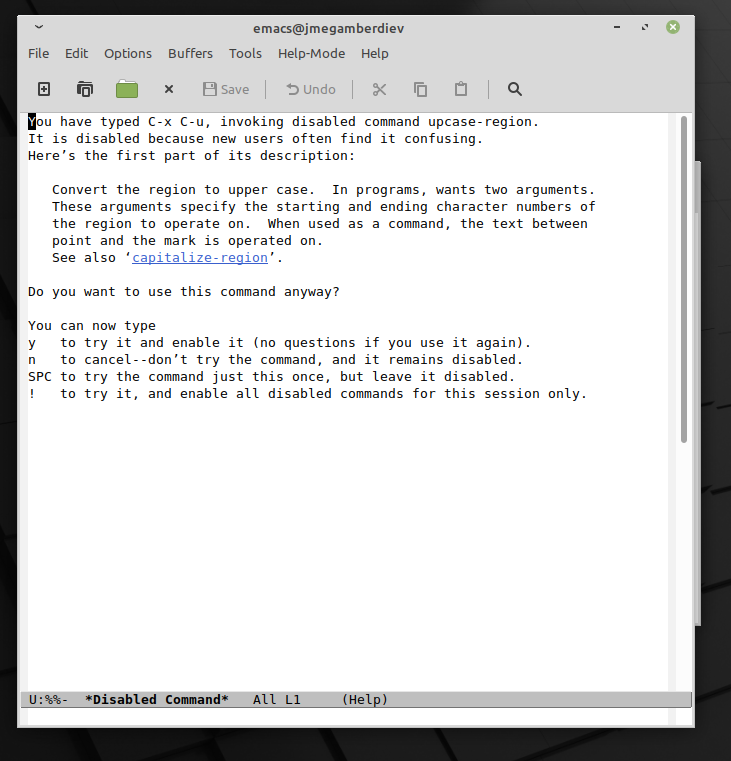 emacs@jmegamberdiev
File Edit Options Buffers Tools Help-Mode Help
Save Undo
You have typed C-x C-u, invoking disabled command upcase-region.
It is disabled because new users often find it confusing.
Here’s the first part of its description:
Convert the region to upper case.  In programs, wants two arguments.
These arguments specify the starting and ending character numbers of
the region to operate on.  When used as a command, the text between
point and the mark is operated on.
See also ‘capitalize-region’.
Do you want to use this command anyway?
You can now type
y   to try it and enable it (no questions if you use it again).
n   to cancel--don’t try the command, and it remains disabled.
SPC to try the command just this once, but leave it disabled.
!   to try it, and enable all disabled commands for this session only.
U:%%-  *Disabled Command*   All L1     (Help)